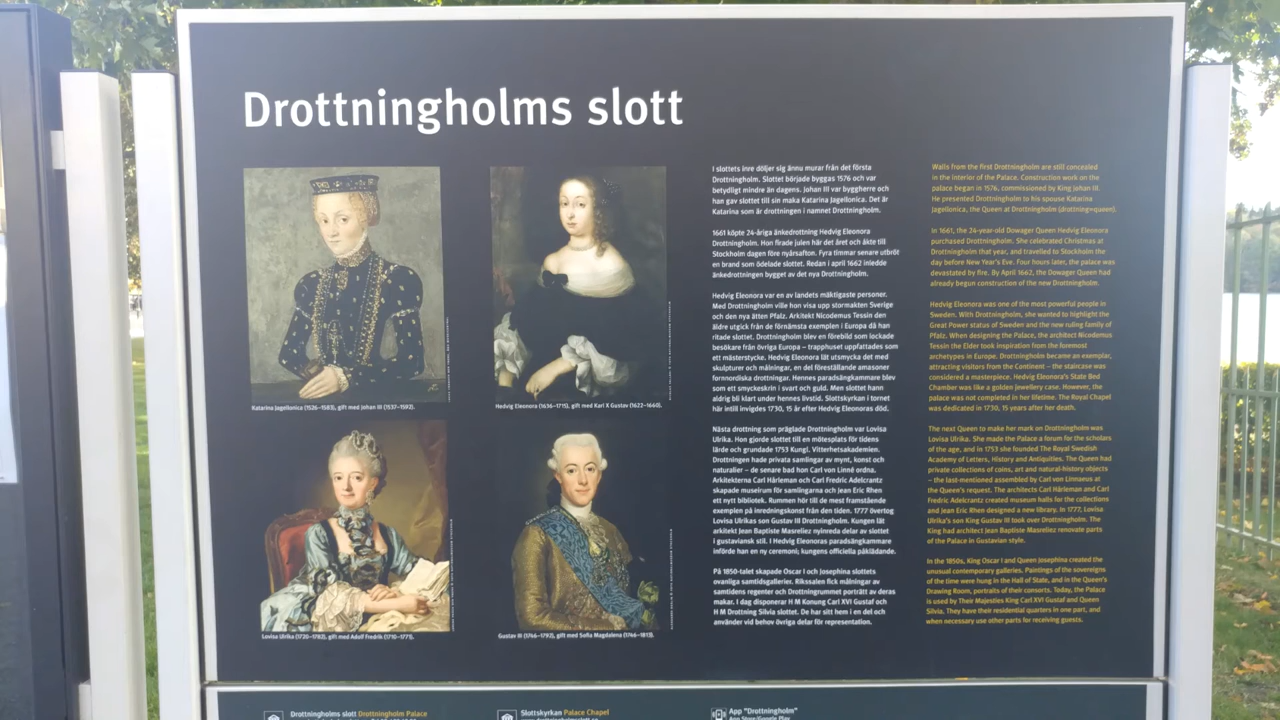 Drottningholms slott
Katarina Jagellonica (1526–1583), gift med Johan III (1537–1592).
Hedvig Eleonora (1636–1715), gift med Karl X Gustav (1622–1660).
Lovisa Ulrika (1720–1782), gift med Adolf Fredrik (1710–1771).
Gustav III (1746–1792), gift med Sofia Magdalena (1746–1813).
I slottets inre döljer sig ännu murar från det första
Drottningholm. Slottet började byggas 1576 och var
betydligt mindre än dagens. Johan III var byggherre och
han gav slottet till sin maka Katarina Jagellonica. Det är
Katarina som är drottningen i namnet Drottningholm.
1661 köpte 24-åriga änkedrottning Hedvig Eleonora
Drottningholm. Hon firade julen här det året och åkte till
Stockholm dagen före nyårsafton. Fyra timmar senare utbröt
en brand som ödelade slottet. Redan i april 1662 inledde
änkedrottningen bygget av det nya Drottningholm.
Hedvig Eleonora var en av landets mäktigaste personer.
Med Drottningholm ville hon visa upp stormakten Sverige
och den nya ätten Pfalz. Arkitekt Nicodemus Tessin den
äldre utgick från de förnämsta exemplen i Europa då han
ritade slottet. Drottningholm blev en förebild som lockade
besökare från övriga Europa – trapphuset uppfattades som
ett mästerstycke. Hedvig Eleonora lät utsmycka det med
skulpturer och målningar, en del föreställande amasoner
fornnordiska drottningar. Hennes paradsängkammare blev
som ett smyckeskrin i svart och guld. Men slottet hann
aldrig bli klart under hennes livstid. Slottskyrkan i tornet
här intill invigdes 1730, 15 år efter Hedvig Eleonoras död.
Nästa drottning som präglade Drottningholm var Lovisa
Ulrika. Hon gjorde slottet till en mötesplats för tidens
lärde och grundade 1753 Kungl. Vitterhetsakademien.
Drottningen hade privata samlingar av mynt, konst och
naturalier – de senare bad hon Carl von Linné ordna.
Arkitekterna Carl Hårleman och Carl Fredric Adelcrantz
skapade museirum för samlingarna och Jean Eric Rhen
ett nytt bibliotek. Rummen hör till de mest framstående
exemplen på inredningskonst från den tiden. 1777 övertog
Lovisa Ulrikas son Gustav III Drottningholm. Kungen lät
arkitekt Jean Baptiste Masreliez nyinreda delar av slottet
i gustaviansk stil. I Hedvig Eleonoras paradsängkammare
införde han en ny ceremoni; kungens officiella påklädande.
På 1850-talet skapade Oscar I och Josephina slottets
ovanliga samtidsgallerier. Rikssalen fick målningar av
samtidens regenter och Drottningrummet porträtt av deras
makar. I dag disponerar H M Konung Carl XVI Gustaf och
H M Drottning Silvia slottet. De har sitt hem i en del och
använder vid behov övriga delar för representation.
Walls from the first Drottningholm are still concealed
in the interior of the Palace. Construction work on the
palace began in 1576, commissioned by King Johan III.
He presented Drottningholm to his spouse Katarina
Jagellonica, the Queen at Drottningholm (drottning=queen).
In 1661, the 24-year-old Dowager Queen Hedvig Eleonora
purchased Drottningholm. She celebrated Christmas at
Drottningholm that year, and travelled to Stockholm the
day before New Year's Eve. Four hours later, the palace was
devastated by fire. By April 1662, the Dowager Queen had
already begun construction of the new Drottningholm.
Hedvig Eleonora was one of the most powerful people in
Sweden. With Drottningholm, she wanted to highlight the
Great Power status of Sweden and the new ruling family of
Pfalz. When designing the Palace, the architect Nicodemus
Tessin the Elder took inspiration from the foremost
archetypes in Europe. Drottningholm became an exemplar,
attracting visitors from the Continent – the staircase was
considered a masterpiece. Hedvig Eleonora's State Bed
Chamber was like a golden jewellery case. However, the
palace was not completed in her lifetime. The Royal Chapel
was dedicated in 1730, 15 years after her death.
The next Queen to make her mark on Drottningholm was
Lovisa Ulrika. She made the Palace a forum for the scholars
of the age, and in 1753 she founded The Royal Swedish
Academy of Letters, History and Antiquities. The Queen had
private collections of coins, art and natural-history objects
– the last-mentioned assembled by Carl von Linnaeus at
the Queen's request. The architects Carl Hårleman and Carl
Fredric Adelcrantz created museum halls for the collections
and Jean Eric Rhen designed a new library. In 1777, Lovisa
Ulrika's son King Gustav III took over Drottningholm. The
King had architect Jean Baptiste Masreliez renovate parts
of the Palace in Gustavian style.
In the 1850s, King Oscar I and Queen Josephina created the
unusual contemporary galleries. Paintings of the sovereigns
of the time were hung in the Hall of State, and in the Queen's
Drawing Room, portraits of their consorts. Today, the Palace
is used by Their Majesties King Carl XVI Gustaf and Queen
Silvia. They have their residential quarters in one part, and
when necessary use other parts for receiving guests.
Drottningholms slott Drottningholm Palace
Slottskyrkan Palace Chapel
App "Drottningholm"
App Store/Google Play